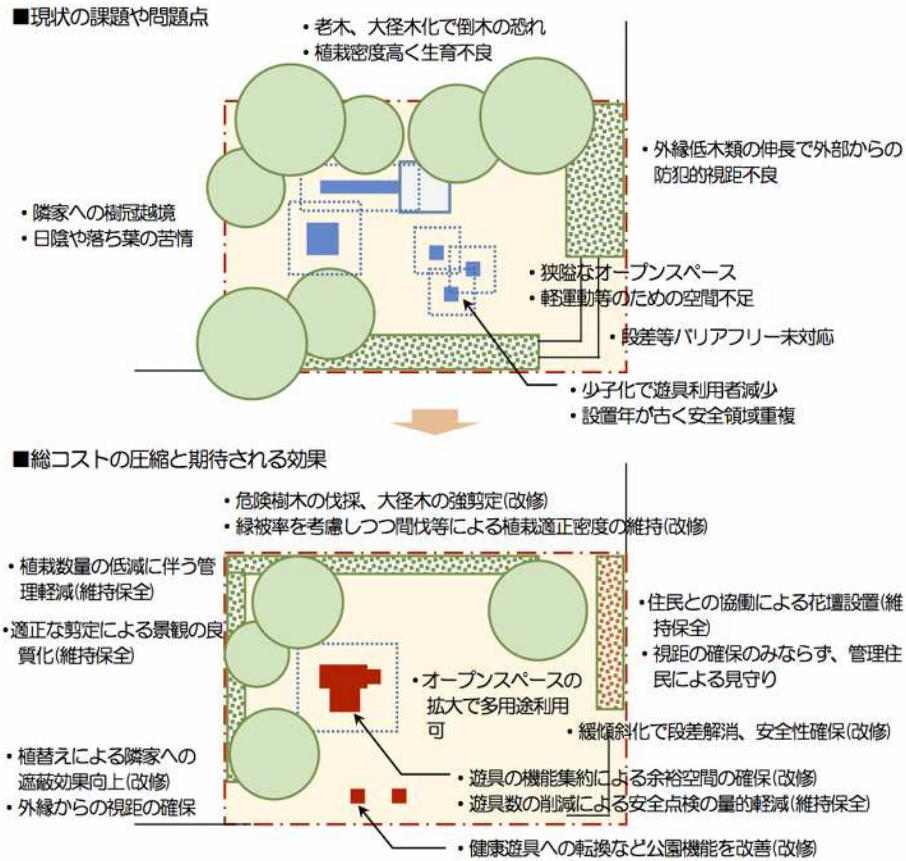 ■現状の課題や問題点
・老木、大径木化で倒木の恐れ
・植栽密度高く生育不良
・外縁低木類の伸長で外部からの
防犯的視距不良
・隣家への樹冠越境
・日陰や落ち葉の苦情
・狭隘なオープンスペース
・軽運動等のための空間不足
・段差等バリアフリー未対応
・少子化で遊具利用者減少
・設置年が古く安全領域重複
■総コストの圧縮と期待される効果
・危険樹木の伐採、大径木の強剪定(改修)
・緑被率を考慮しつつ間伐等による植栽適正密度の維持(改修)
・植栽数量の低減に伴う管
理軽減(維持保全)
・適正な剪定による景観の良
質化(維持保全)
・住民との協働による花壇設置(維
持保全)
・視距の確保のみならず、管理住
民による見守り
・オープンスペースの
拡大で多用途利用
可
・緩傾斜化で段差解消、安全性確保(改修)
・植替えによる隣家への
遮蔽効果向上(改修)
・外縁からの視距の確保
・遊具の機能集約による余裕空間の確保(改修)
・遊具数の削減による安全点検の量的軽減(維持保全)
・健康遊具への転換など公園機能を改善(改修)